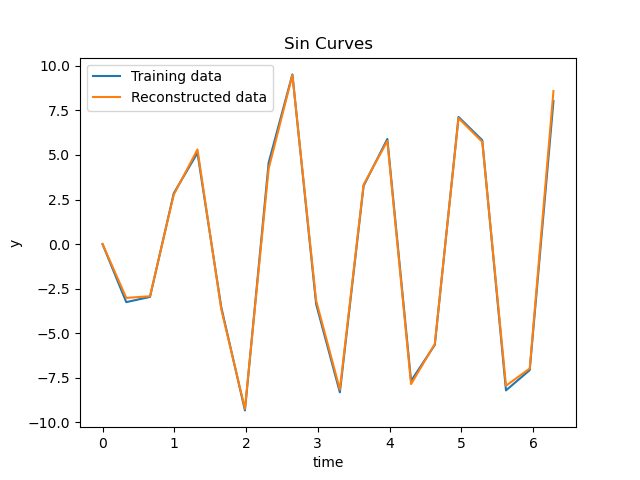 Sin Curves
Training data
Reconstructed data
10.0
7.5
5.0
2.5
0.0
−2.5
−5.0
−7.5
−10.0
y
0 1 2 3 4 5 6
time